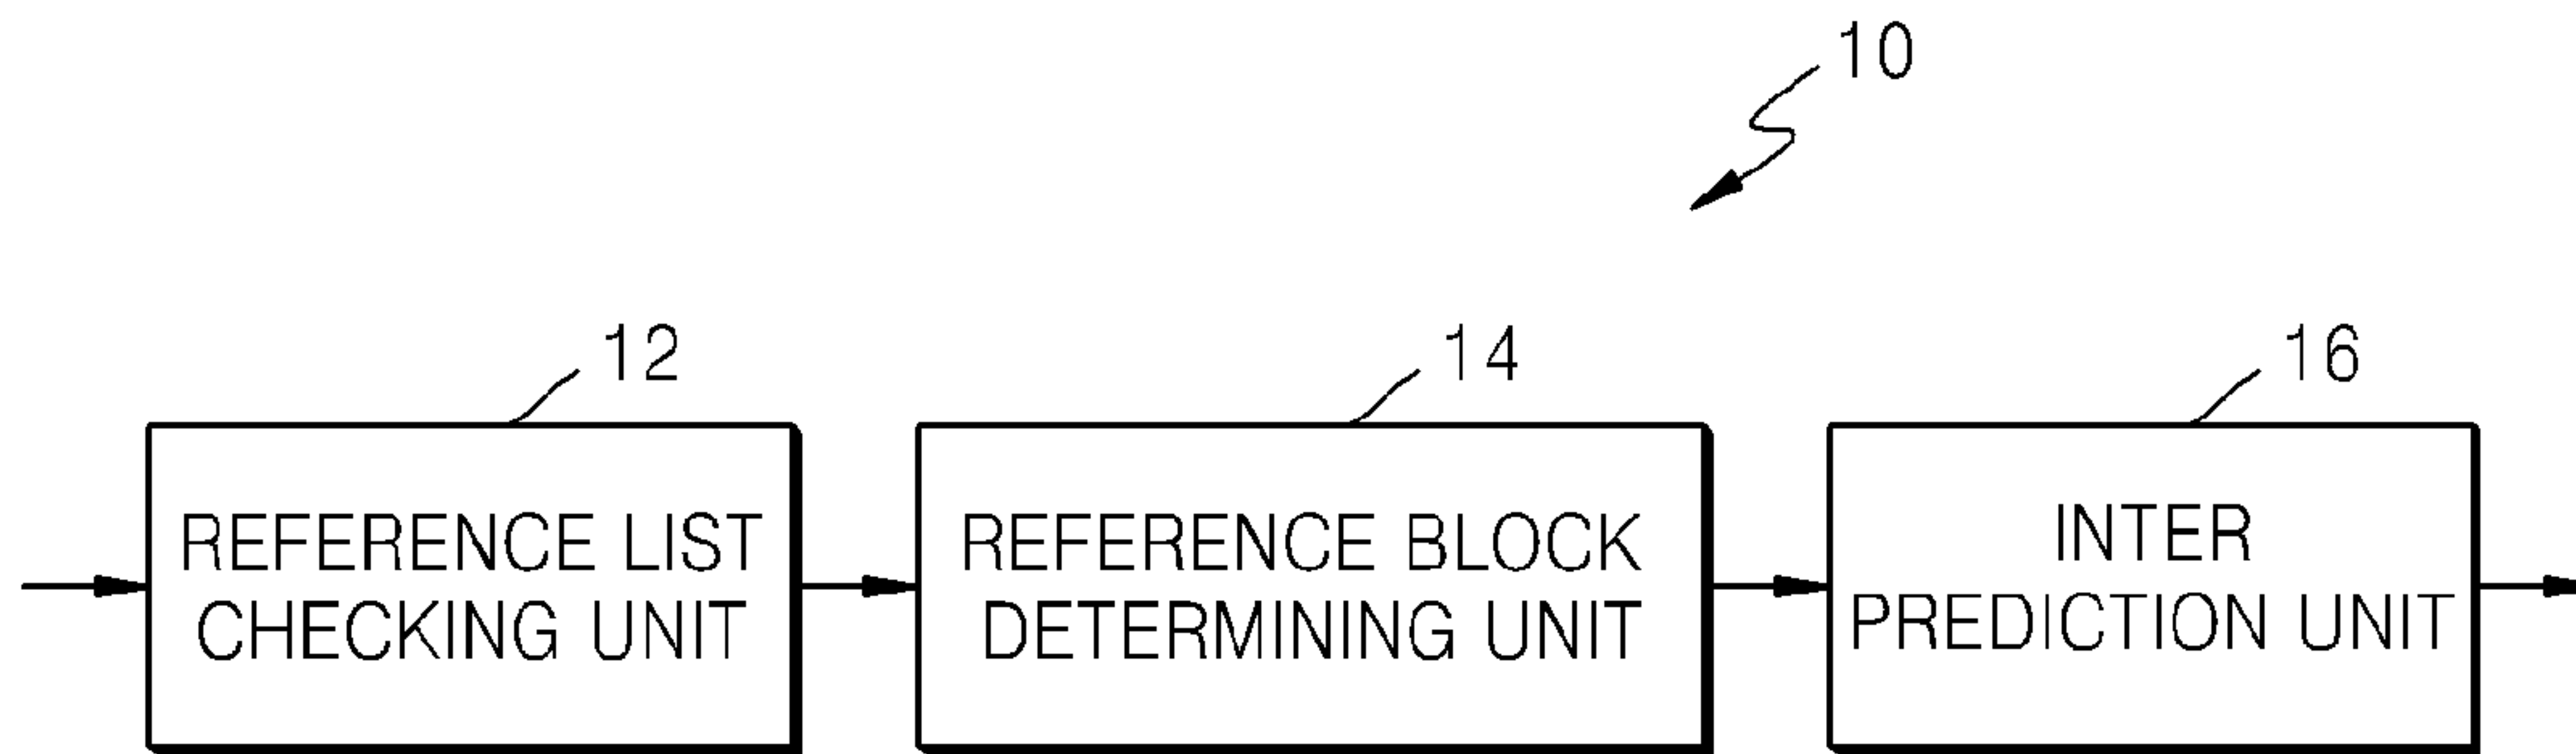 10
12
14
16
REFERENCE LIST
CHECKING UNIT
REFERENCE BLOCK
DETERMINING UNIT
INTER
PREDICTION UNIT